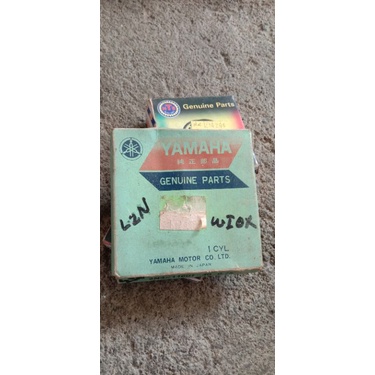 Genuine Parts
YAMAHA
純正部品
GENUINE PARTS
L2N
WIOX
1 CYL.
YAMAHA MOTOR CO. LTD.
MADE IN JAPAN